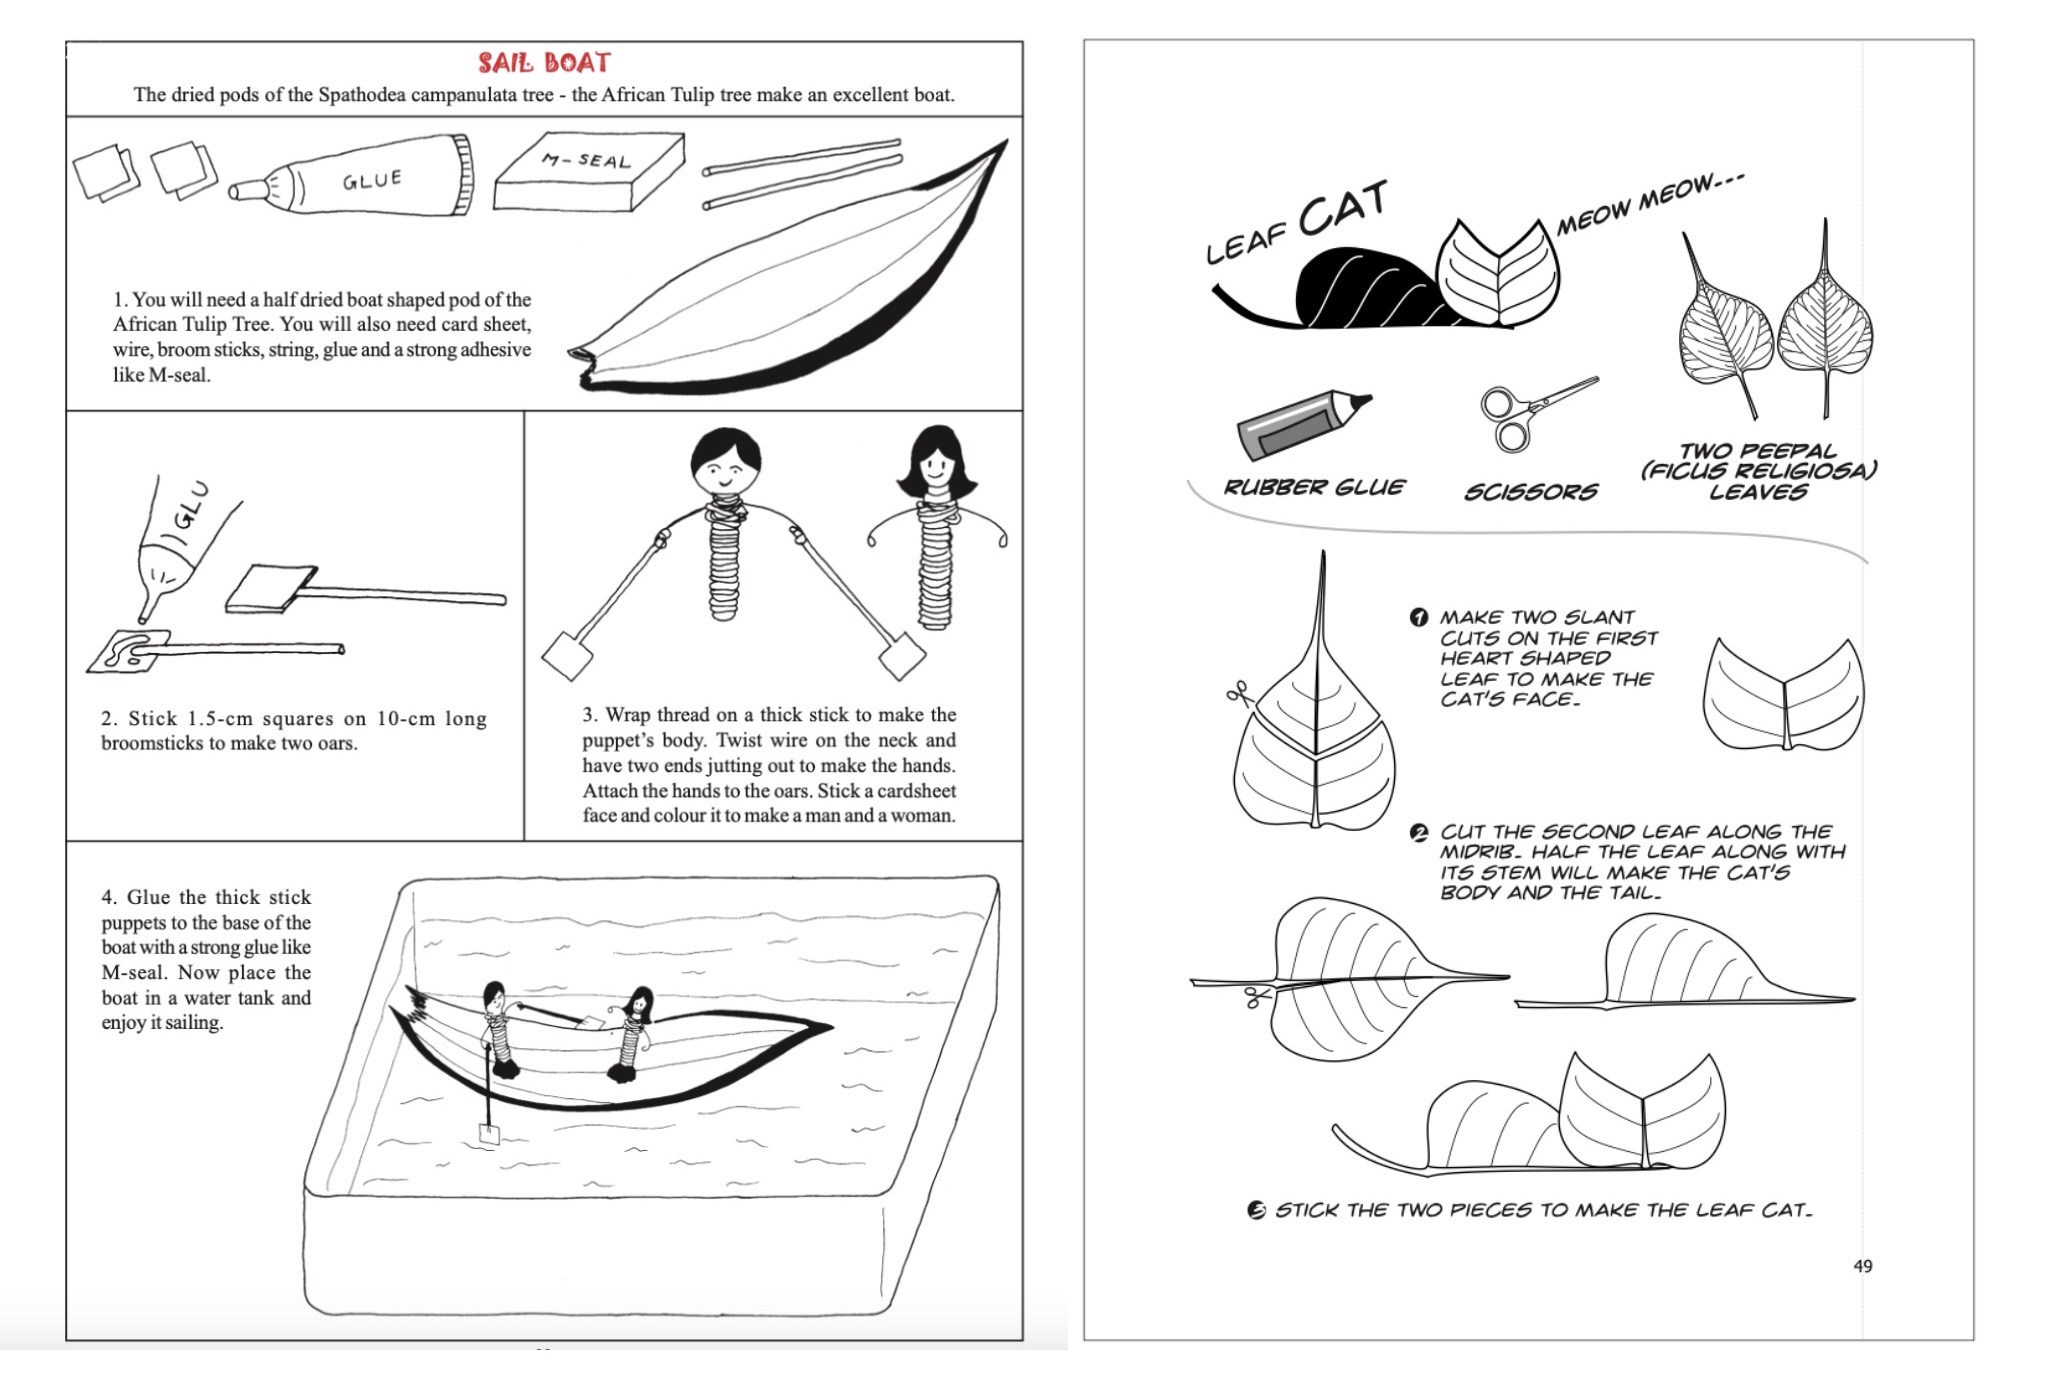 SAIL BOAT
The dried pods of the Spathodea campanulata tree - the African Tulip tree make an excellent boat.
GLUE
M-SEAL
1. You will need a half dried boat shaped pod of the
African Tulip Tree. You will also need card sheet,
wire, broom sticks, string, glue and a strong adhesive
like M-seal.
GLU
2. Stick 1.5-cm squares on 10-cm long
broomsticks to make two oars.
3. Wrap thread on a thick stick to make the
puppet's body. Twist wire on the neck and
have two ends jutting out to make the hands.
Attach the hands to the oars. Stick a cardsheet
face and colour it to make a man and a woman.
4. Glue the thick stick
puppets to the base of the
boat with a strong glue like
M-seal. Now place the
boat in a water tank and
enjoy it sailing.
LEAF CAT
MEOW MEOW---
RUBBER GLUE
SCISSORS
TWO PEEPAL
(FICUS RELIGIOSA)
LEAVES
1 MAKE TWO SLANT
CUTS ON THE FIRST
HEART SHAPED
LEAF TO MAKE THE
CAT'S FACE.
2 CUT THE SECOND LEAF ALONG THE
MIDRIB. HALF THE LEAF ALONG WITH
ITS STEM WILL MAKE THE CAT'S
BODY AND THE TAIL.
3 STICK THE TWO PIECES TO MAKE THE LEAF CAT.
49